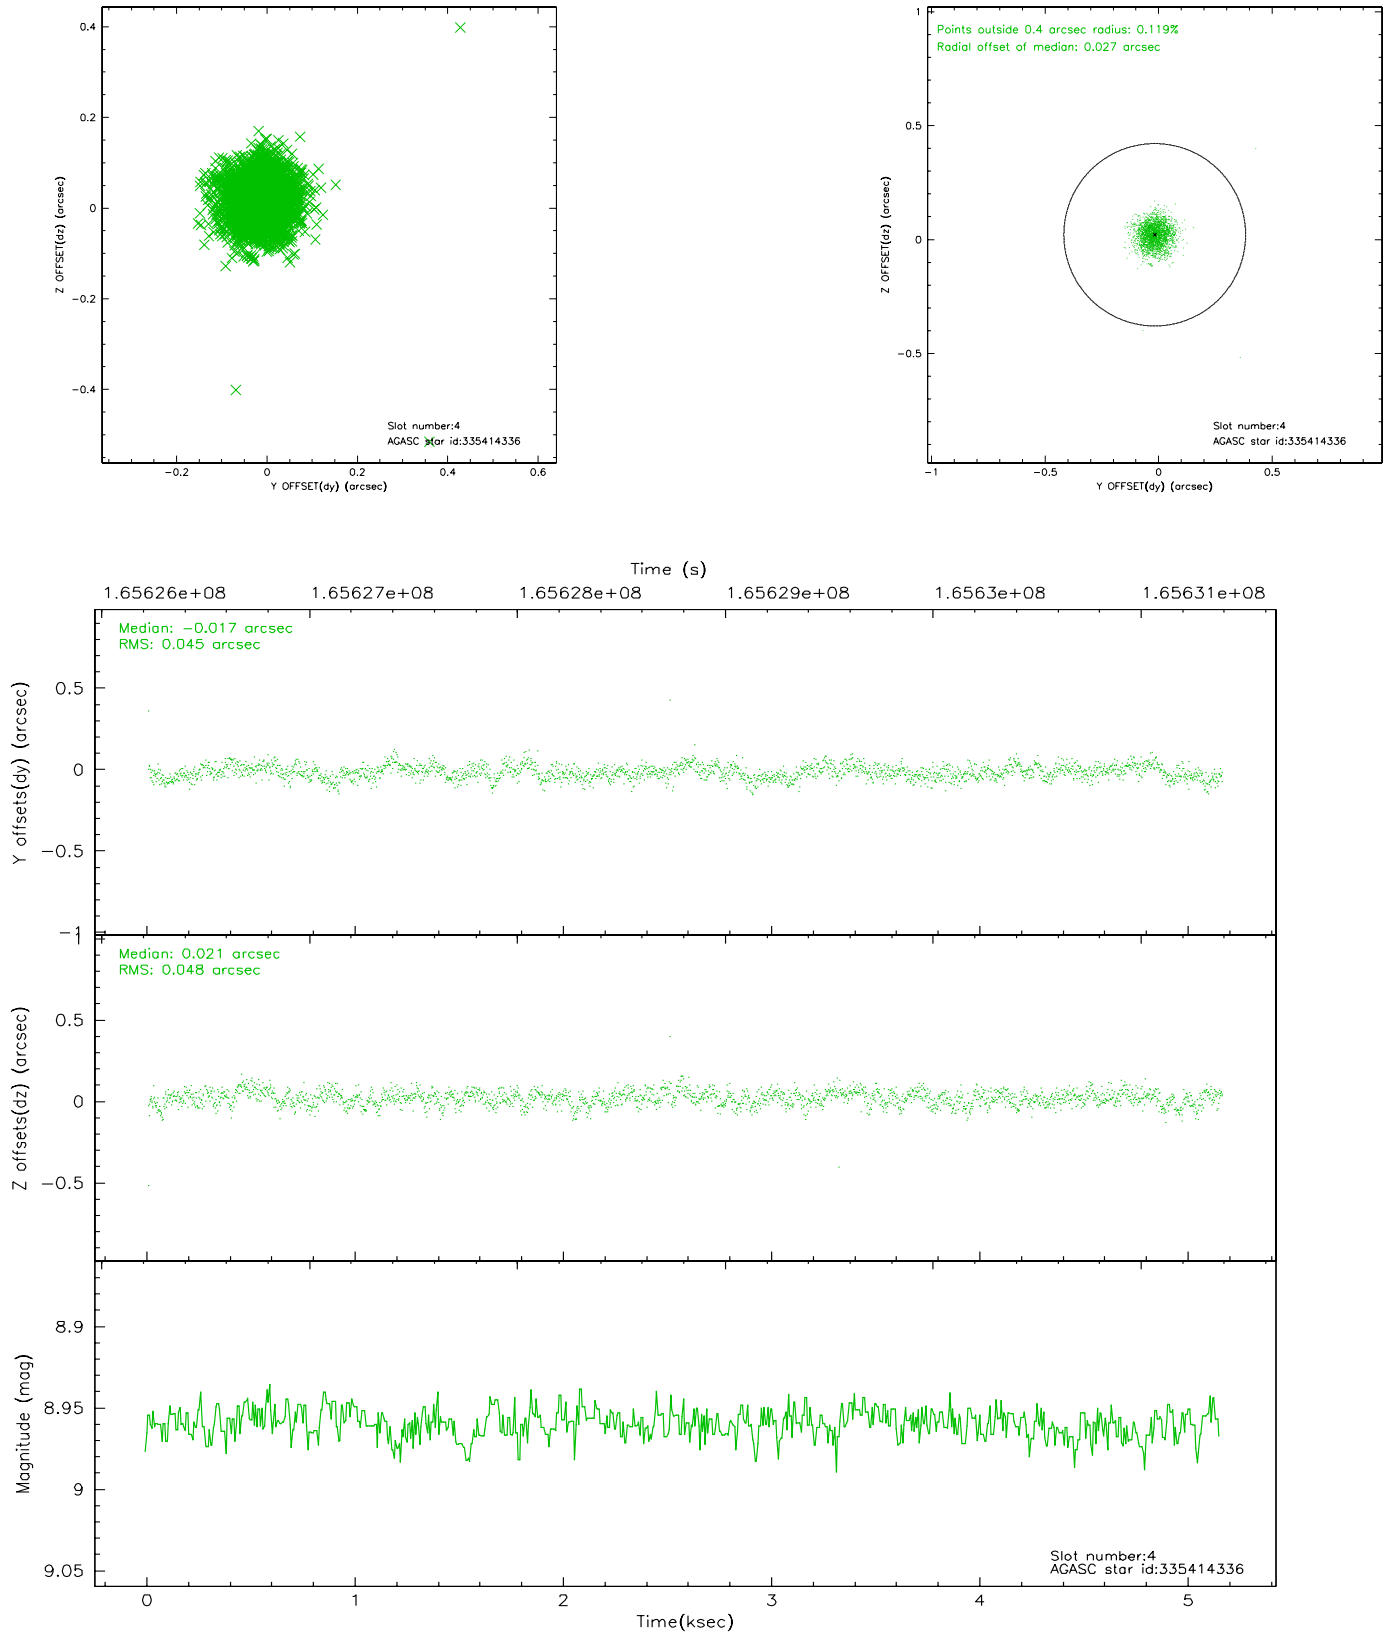 0.4
0.2
0
−0.2
−0.4
Z OFFSET(dz) (arcsec)
Slot number:4
AGASC star id:335414336
−0.2 0 0.2 0.4 0.6
Y OFFSET(dy) (arcsec)
Points outside 0.4 arcsec radius: 0.119%
Radial offset of median: 0.027 arcsec
1
0.5
0
−0.5
Z OFFSET(dz) (arcsec)
Slot number:4
AGASC star id:335414336
−1 −0.5 0 0.5
Y OFFSET(dy) (arcsec)
Time (s)
1.65626e+08 1.65627e+08 1.65628e+08 1.65629e+08 1.6563e+08 1.65631e+08
Median: −0.017 arcsec
RMS: 0.045 arcsec
0.5
0
−0.5
−1
Y offsets(dy) (arcsec)
Median: 0.021 arcsec
RMS: 0.048 arcsec
1
0.5
0
−0.5
Z offsets(dz) (arcsec)
8.9
8.95
9
9.05
Magnitude (mag)
Slot number:4
AGASC star id:335414336
0 1 2 3 4 5
Time(ksec)